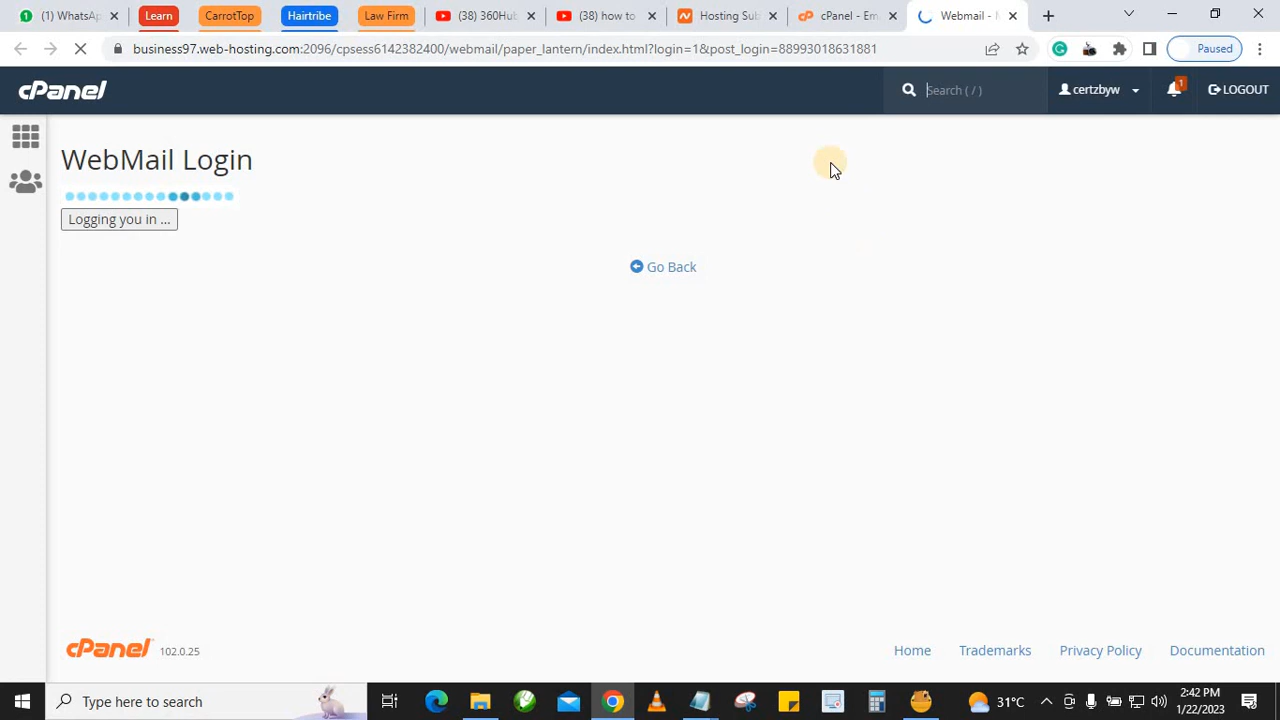 (1) WhatsA
Learn
CarrotTop
Hairtribe
Law Firm
(38) 360Hu
(38) how to
Hosting Sub
cPanel - Em
Webmail -
business97.web-hosting.com:2096/cpsess6142382400/webmail/paper_lantern/index.html?login=1&post_login=88993018631881
Paused
cPanel
Search ( / )
certzbyw
1
LOGOUT
WebMail Login
Logging you in ...
Go Back
cPanel 102.0.25
Home Trademarks Privacy Policy Documentation
Type here to search
31°C
2:42 PM
1/22/2023